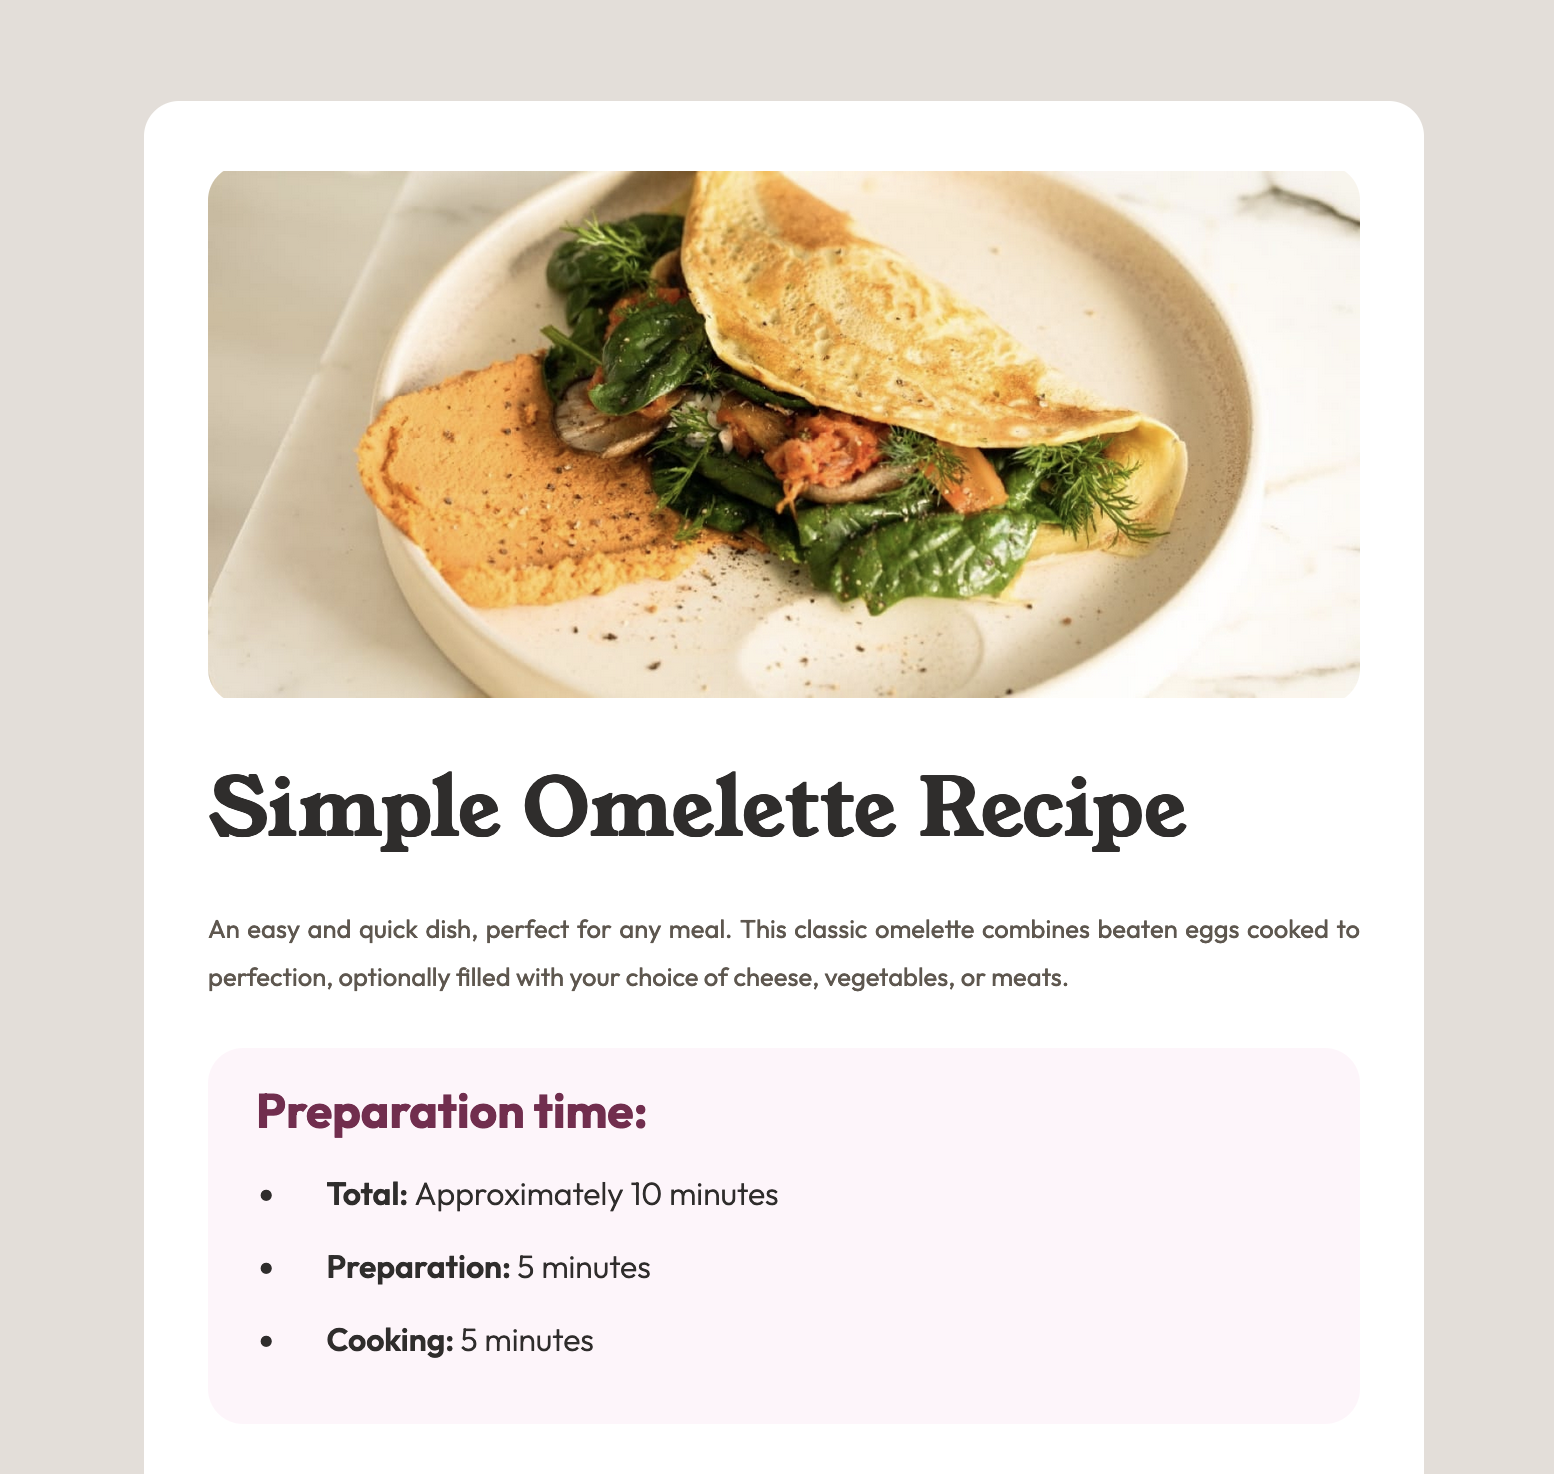 Simple Omelette Recipe
An easy and quick dish, perfect for any meal. This classic omelette combines beaten eggs cooked to
perfection, optionally filled with your choice of cheese, vegetables, or meats.
Preparation time:
• Total: Approximately 10 minutes
• Preparation: 5 minutes
• Cooking: 5 minutes